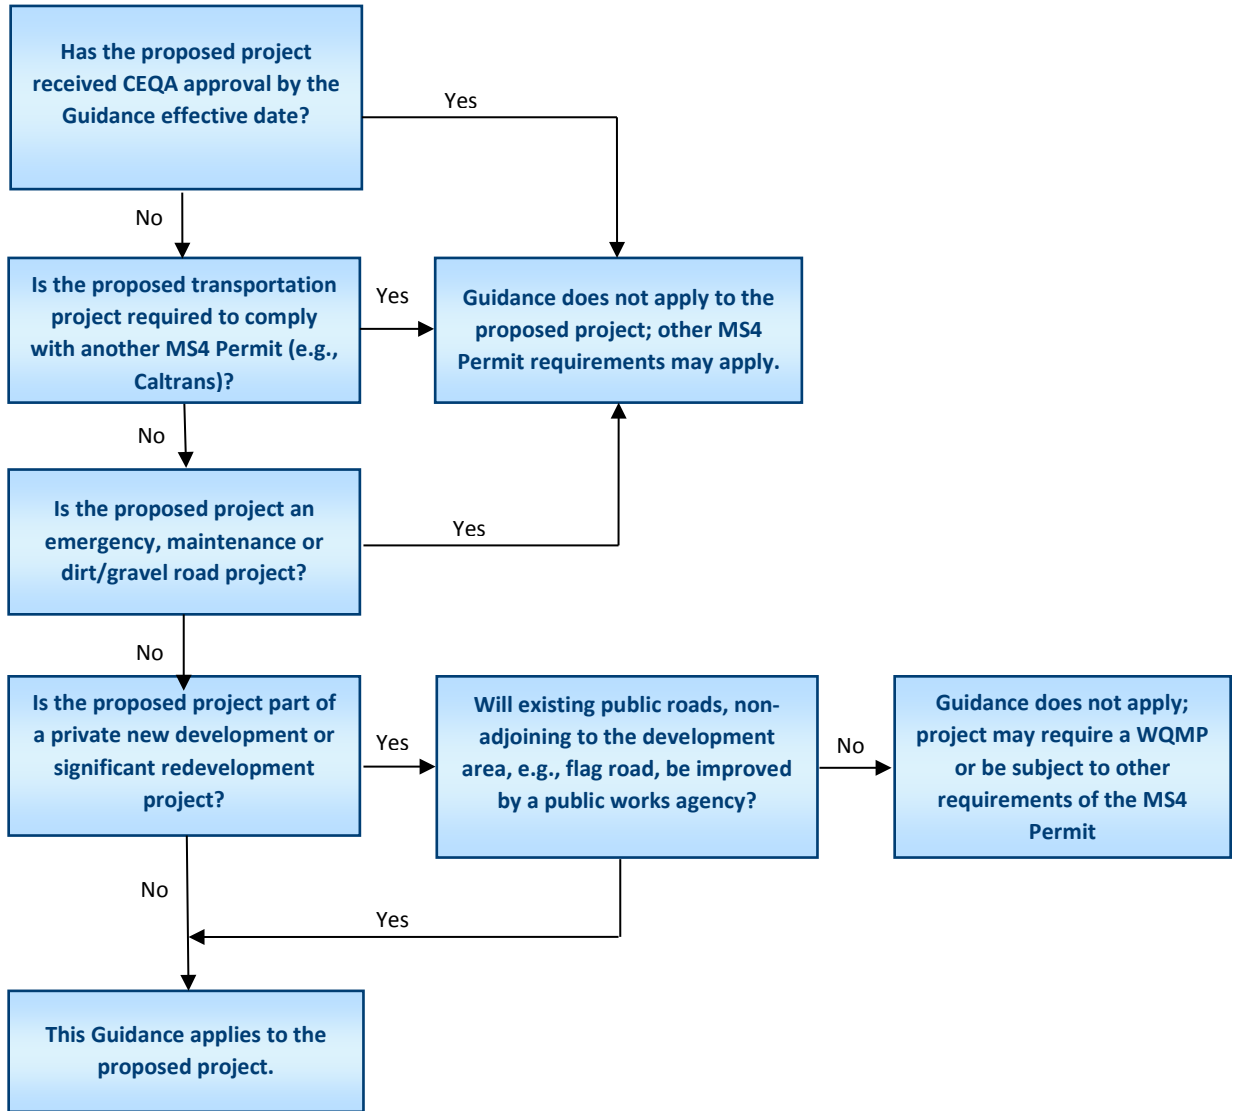 Has the proposed project
received CEQA approval by the
Guidance effective date?
Yes
No
Is the proposed transportation
project required to comply
with another MS4 Permit (e.g.,
Caltrans)?
Yes
Guidance does not apply to the
proposed project; other MS4
Permit requirements may apply.
No
Is the proposed project an
emergency, maintenance or
dirt/gravel road project?
Yes
No
Is the proposed project part of
a private new development or
significant redevelopment
project?
Yes
Will existing public roads, non-
adjoining to the development
area, e.g., flag road, be improved
by a public works agency?
No
Guidance does not apply;
project may require a WQMP
or be subject to other
requirements of the MS4
Permit
No
Yes
This Guidance applies to the
proposed project.